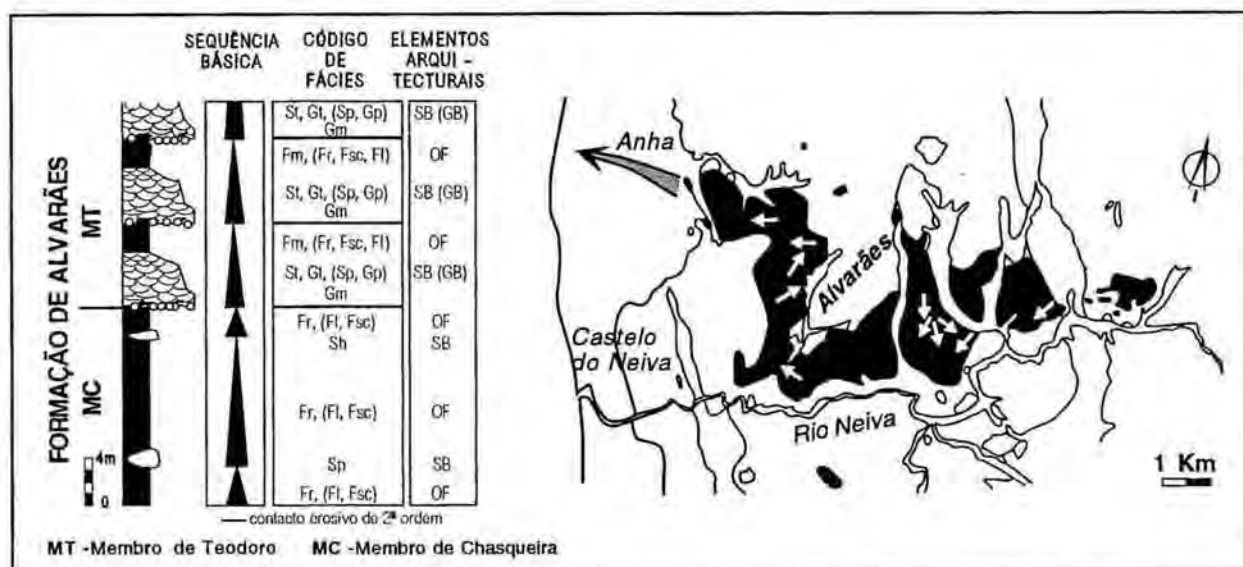 SEQUÊNCIA BÁSICA
CÓDIGO DE FÁCIES
ELEMENTOS ARQUI - TECTURAIS
FORMAÇÃO DE ALVARÃES
MT
MC
4m
0
St, Gt, (Sp, Gp) SB (GB)
Gm
Fm, (Fr, Fsc, Fl) OF
St, Gt, (Sp, Gp) SB (GB)
Gm
Fm, (Fr, Fsc, Fl) OF
St, Gt, (Sp, Gp) SB (GB)
Gm
Fr, (Fl, Fsc) OF
Sh SB
Fr, (Fl, Fsc) OF
Sp SB
Fr, (Fl, Fsc) OF
contacto erosivo de 2ª ordem
MT -Membro de Teodoro MC -Membro de Chasqueira
Anha
Alvarães
Castelo
do Neiva
Rio Neiva
N
1 Km